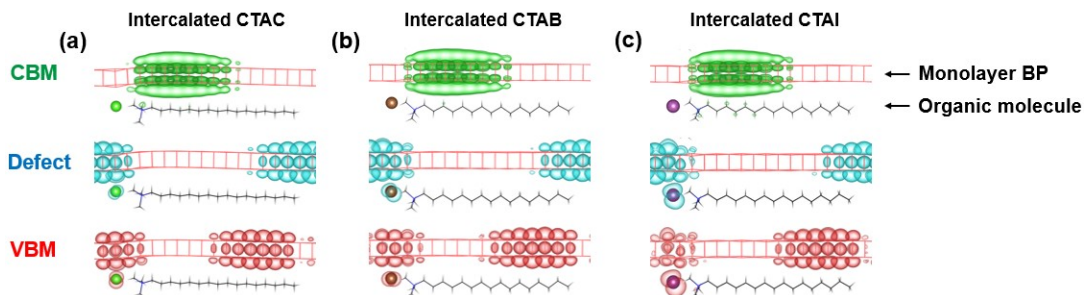 Intercalated CTAC
Intercalated CTAB
Intercalated CTAI
(a)
(b)
(c)
CBM
Monolayer BP
Organic molecule
Defect
VBM